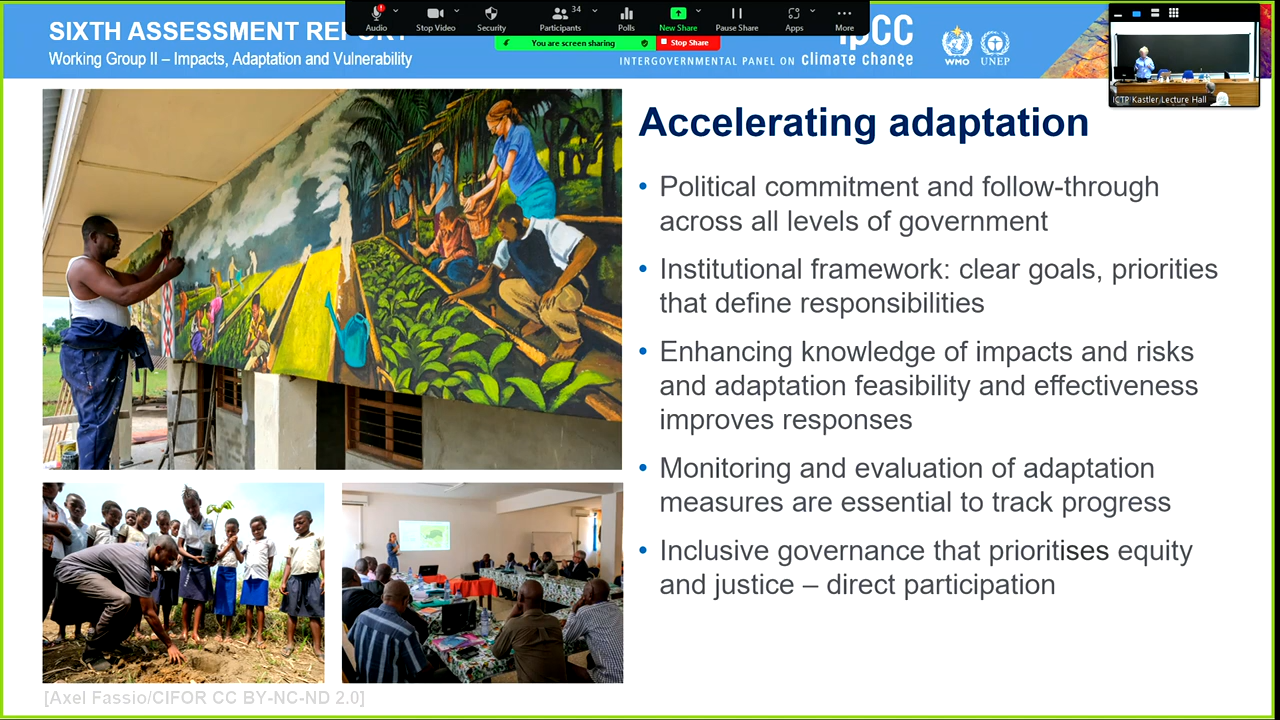 Audio
Stop Video
Security
Participants
34
Polls
New Share
Pause Share
Apps
More
You are screen sharing
Stop Share
SIXTH ASSESSMENT REPORT
Working Group II – Impacts, Adaptation and Vulnerability
ipcc
INTERGOVERNMENTAL PANEL ON climate change
WMO
UNEP
ICTP Kastler Lecture Hall
Accelerating adaptation
• Political commitment and follow-through
across all levels of government
• Institutional framework: clear goals, priorities
that define responsibilities
• Enhancing knowledge of impacts and risks
and adaptation feasibility and effectiveness
improves responses
• Monitoring and evaluation of adaptation
measures are essential to track progress
• Inclusive governance that prioritises equity
and justice – direct participation
[Axel Fassio/CIFOR CC BY-NC-ND 2.0]